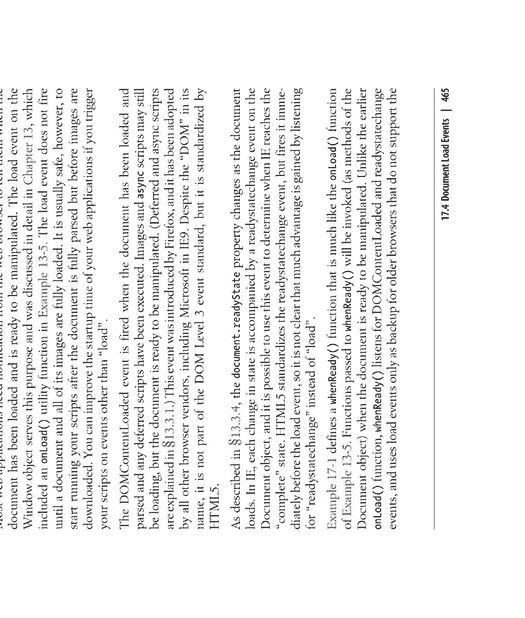 document has been loaded and is ready to be manipulated. The load event on the
Window object serves this purpose and was discussed in detail in Chapter 13, which
included an onLoad() utility function in Example 13-5. The load event does not fire
until a document and all of its images are fully loaded. It is usually safe, however, to
start running your scripts after the document is fully parsed but before images are
downloaded. You can improve the startup time of your web applications if you trigger
your scripts on events other than “load”.
The DOMContentLoaded event is fired when the document has been loaded and
parsed and any deferred scripts have been executed. Images and async scripts may still
be loading, but the document is ready to be manipulated. (Deferred and async scripts
are explained in §13.3.1.) This event was introduced by Firefox, and it has been adopted
by all other browser vendors, including Microsoft in IE9. Despite the “DOM” in its
name, it is not part of the DOM Level 3 event standard, but it is standardized by
HTML5.
As described in §13.3.4, the document.readyState property changes as the document
loads. In IE, each change in state is accompanied by a readystatechange event on the
Document object, and it is possible to use this event to determine when IE reaches the
“complete” state. HTML5 standardizes the readystatechange event, but fires it imme-
diately before the load event, so it is not clear that much advantage is gained by listening
for “readystatechange” instead of “load”.
Example 17-1 defines a whenReady() function that is much like the onLoad() function
of Example 13-5. Functions passed to whenReady() will be invoked (as methods of the
Document object) when the document is ready to be manipulated. Unlike the earlier
onLoad() function, whenReady() listens for DOMContentLoaded and readystatechange
events, and uses load events only as backup for older browsers that do not support the
17.4 Document Load Events | 465